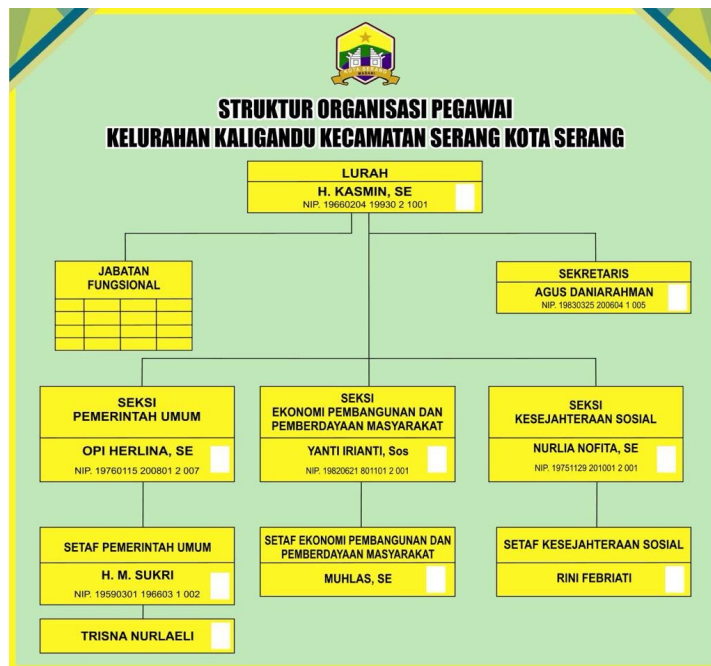 KOTA SERANG
MADANI
STRUKTUR ORGANISASI PEGAWAI
KELURAHAN KALIGANDU KECAMATAN SERANG KOTA SERANG
LURAH
H. KASMIN, SE
NIP. 19660204 19930 2 1001
JABATAN
FUNGSIONAL
SEKRETARIS
AGUS DANIARAHMAN
NIP. 19830325 200604 1 005
SEKSI
PEMERINTAH UMUM
OPI HERLINA, SE
NIP. 19760115 200801 2 007
SEKSI
EKONOMI PEMBANGUNAN DAN
PEMBERDAYAAN MASYARAKAT
YANTI IRIANTI, Sos
NIP. 19820621 801101 2 001
SEKSI
KESEJAHTERAAN SOSIAL
NURLIA NOFITA, SE
NIP. 19751129 201001 2 001
SETAF PEMERINTAH UMUM
H. M. SUKRI
NIP. 19590301 196603 1 002
TRISNA NURLAELI
SETAF EKONOMI PEMBANGUNAN DAN
PEMBERDAYAAN MASYARAKAT
MUHLAS, SE
SETAF KESEJAHTERAAN SOSIAL
RINI FEBRIATI